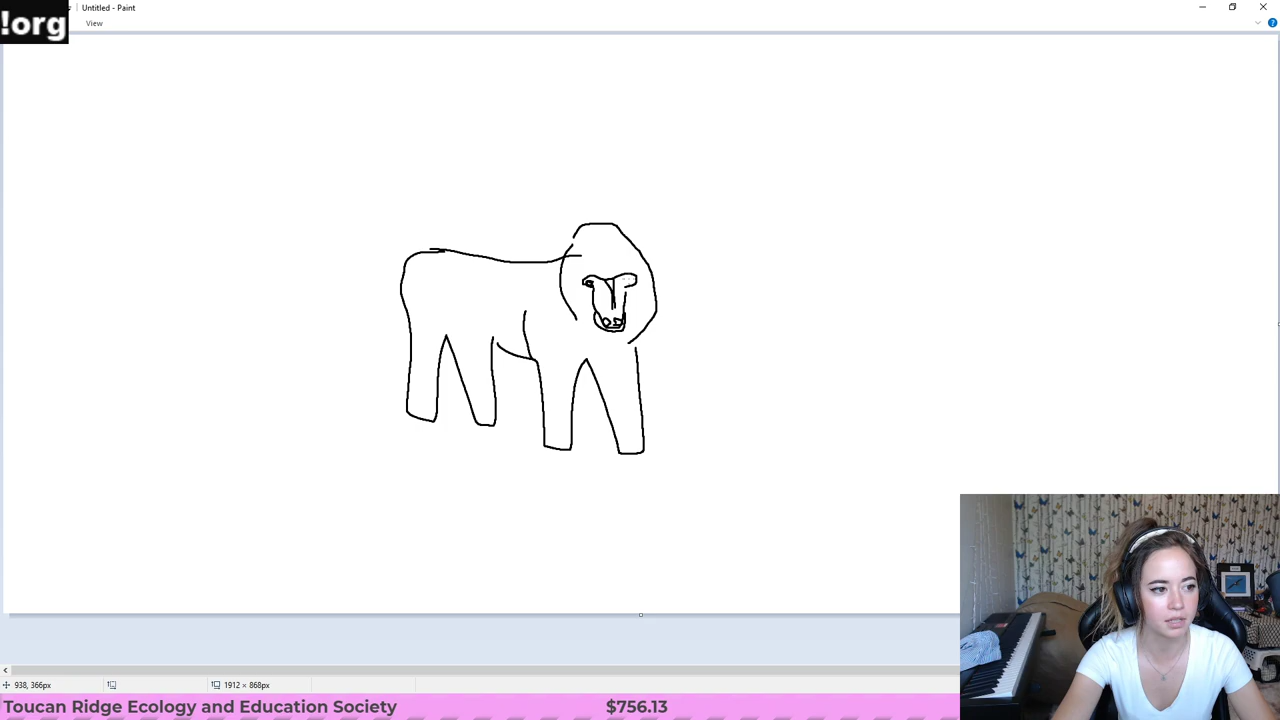 !org
Untitled - Paint
View
938, 366px
1912 × 868px
Toucan Ridge Ecology and Education Society
$756.13